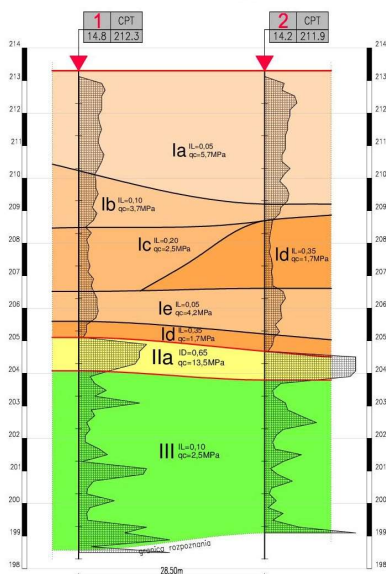 1 CPT
14.8 212.3
2 CPT
14.2 211.9
214 214
213 213
212 212
211 211
210 210
209 209
208 208
207 207
206 206
205 205
204 204
203 203
202 202
201 201
200 200
199 199
198 198
Ia IL=0,05
qc=5,7MPa
Ib IL=0,10
qc=3,7MPa
Ic IL=0,20
qc=2,5MPa
Id IL=0,35
qc=1,7MPa
Ie IL=0,05
qc=4,2MPa
Id IL=0,35
qc=1,7MPa
IIa ID=0,65
qc=13,5MPa
III IL=0,10
qc=2,5MPa
granica rozpoznania
28.50m